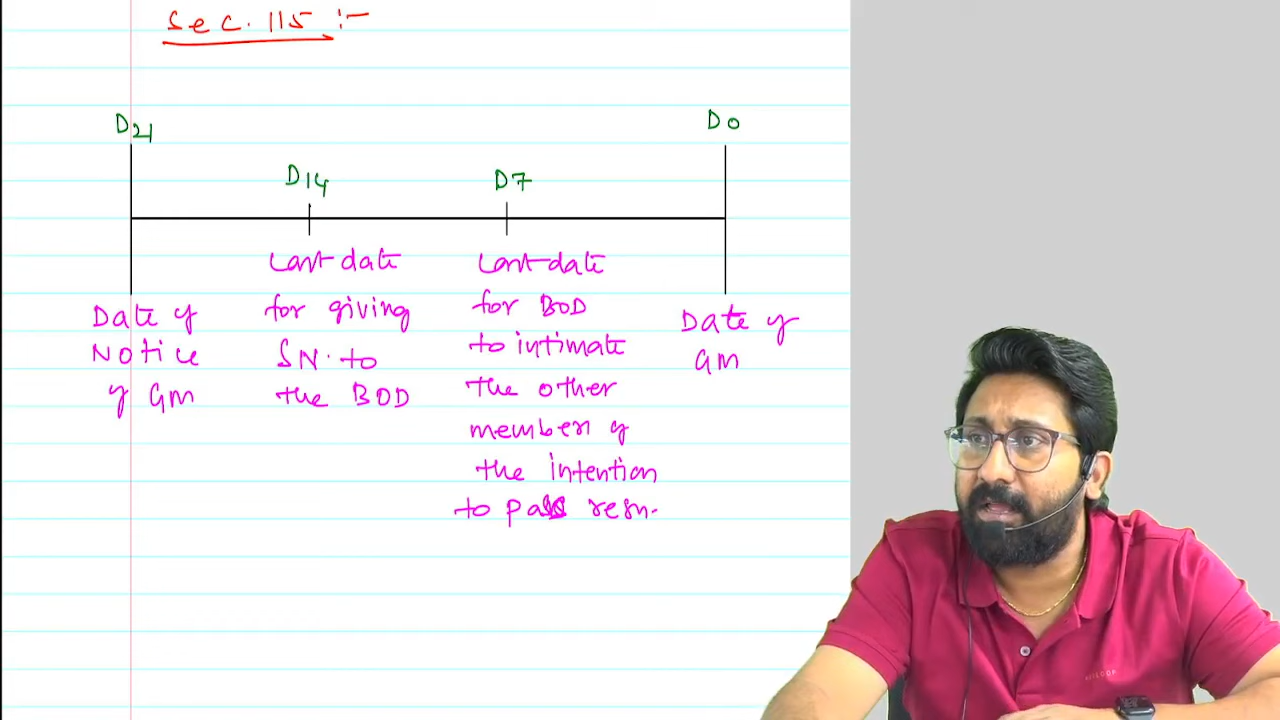 Sec. 115 :-
D21
D14
D7
D0
Date of
Notice
of GM
Last date
for giving
SN. to
the BOD
Last date
for BOD
to intimate
the other
member of
the intention
to pass resn.
Date of
GM